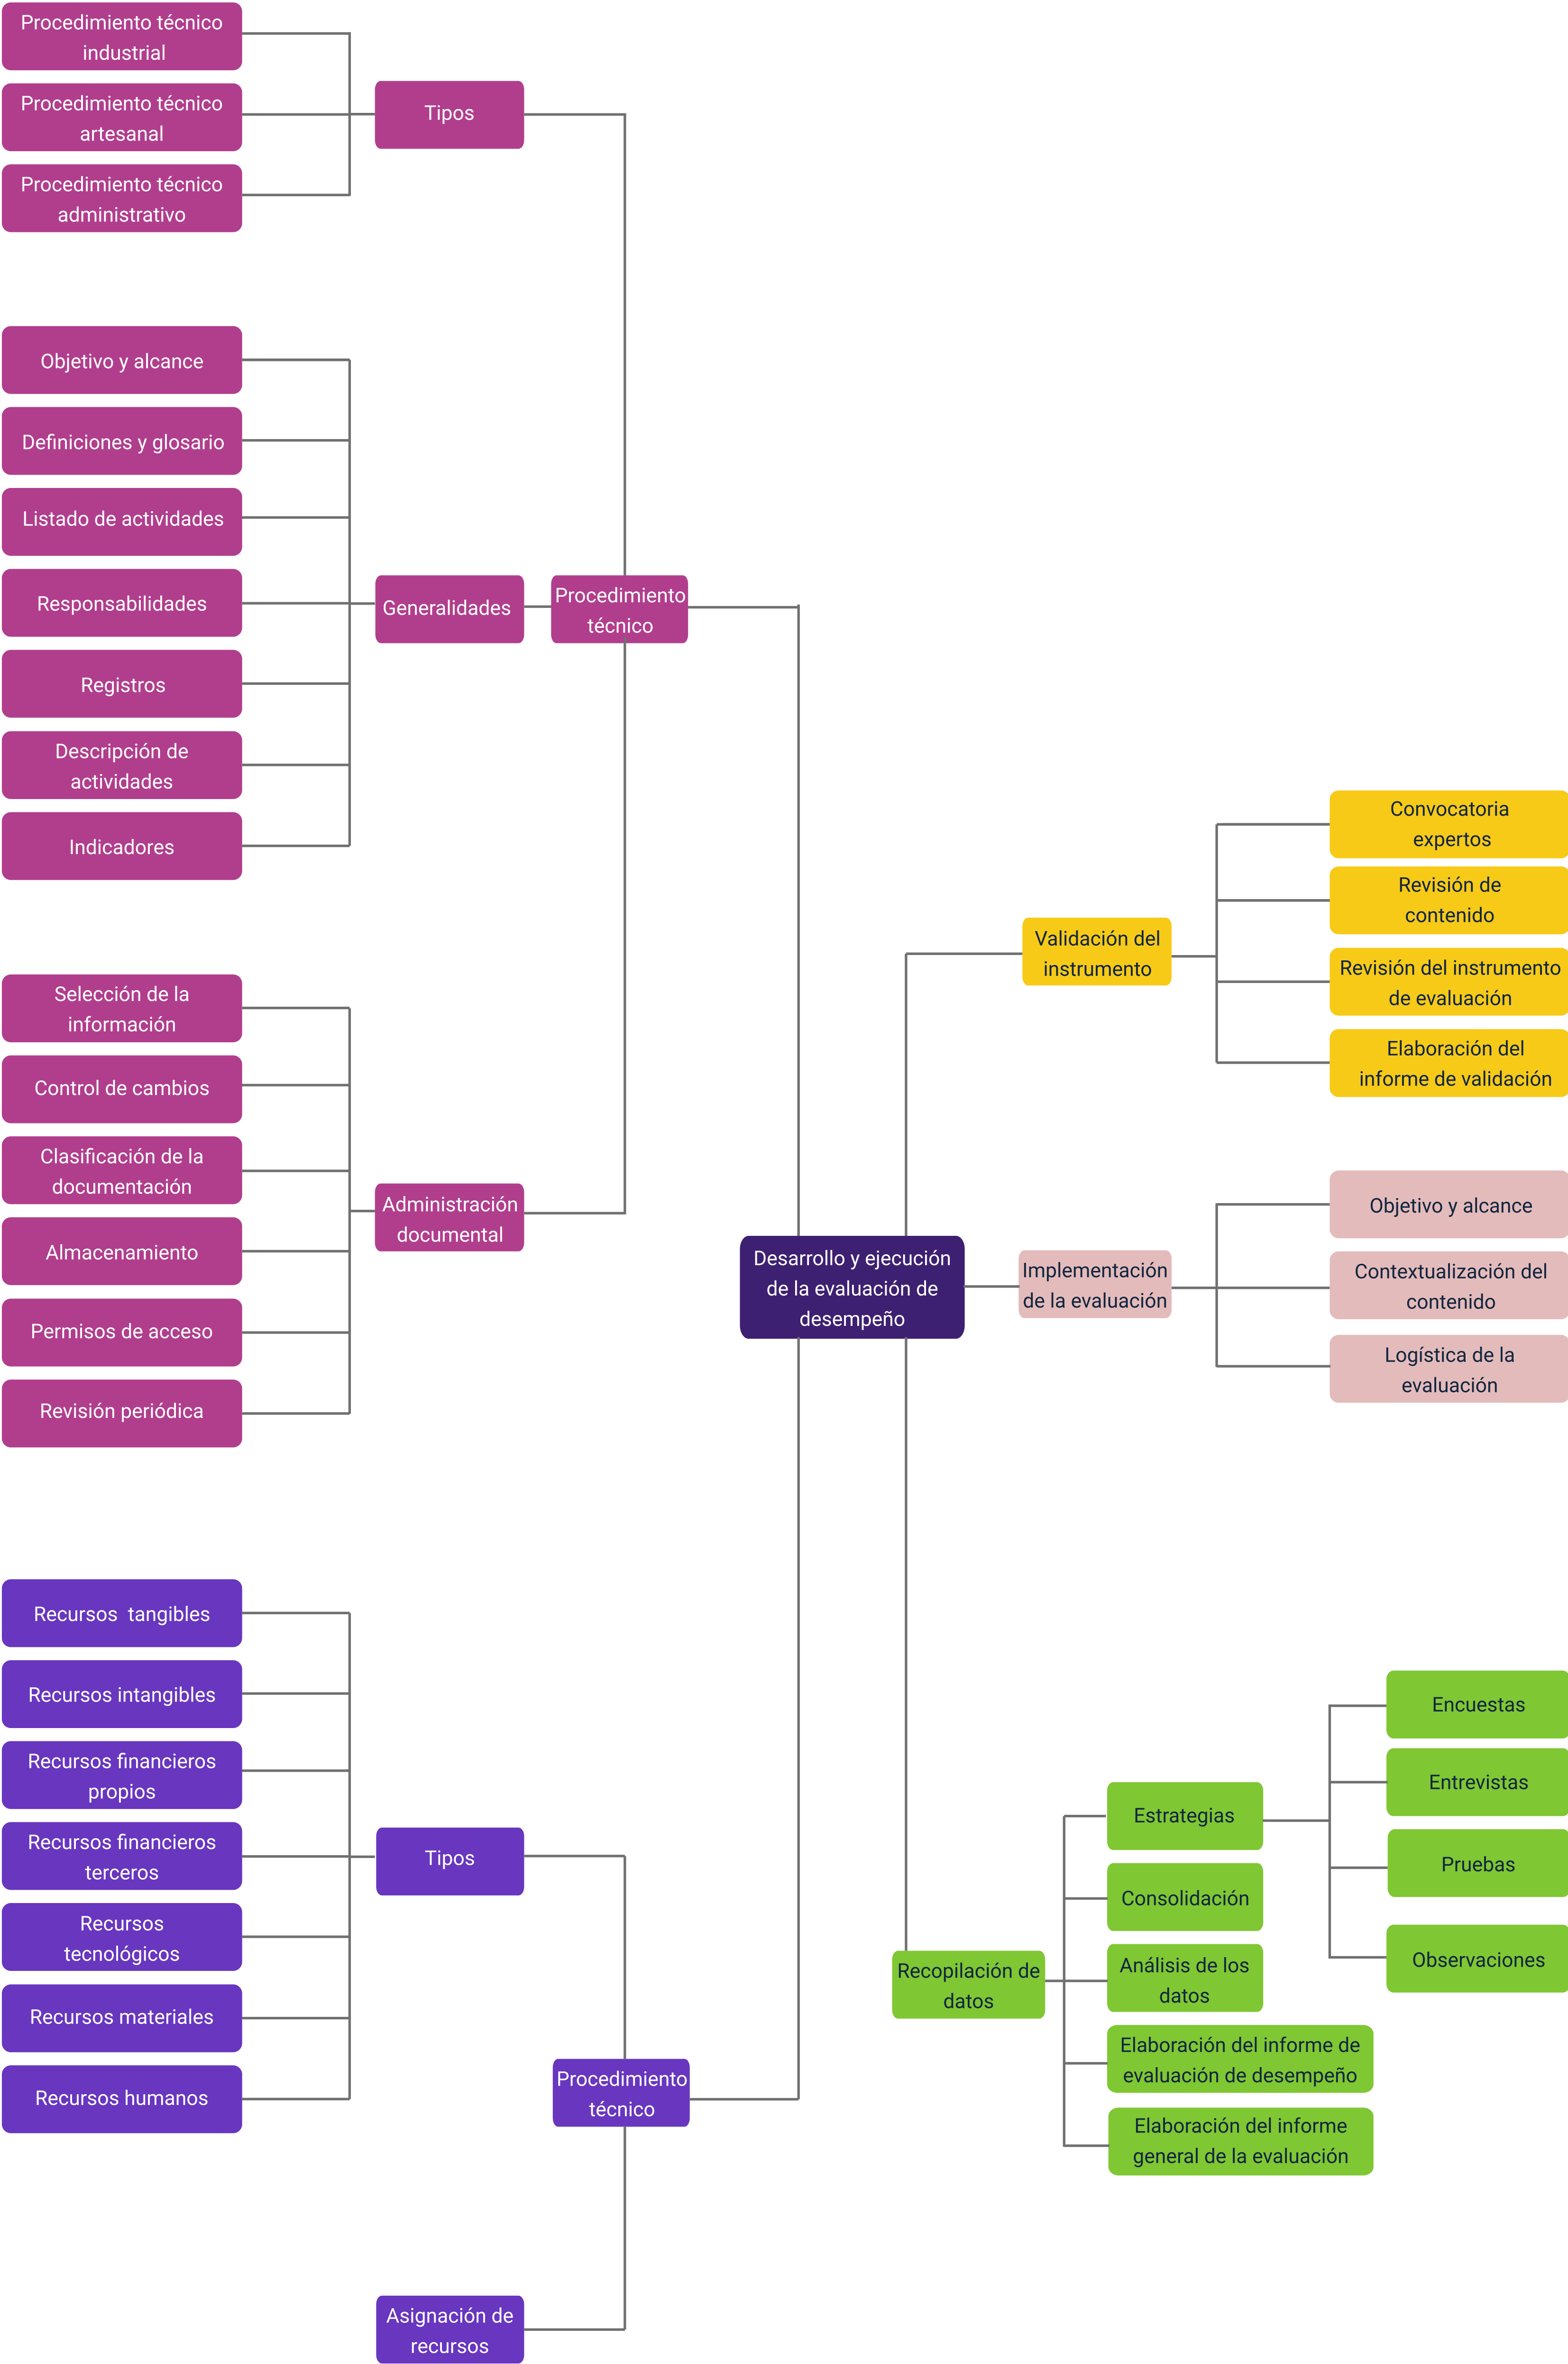 Procedimiento técnico
industrial
Procedimiento técnico
artesanal
Procedimiento técnico
administrativo
Tipos
Objetivo y alcance
Definiciones y glosario
Listado de actividades
Responsabilidades
Registros
Descripción de
actividades
Indicadores
Generalidades
Procedimiento
técnico
Selección de la
información
Control de cambios
Clasificación de la
documentación
Almacenamiento
Permisos de acceso
Revisión periódica
Administración
documental
Desarrollo y ejecución
de la evaluación de
desempeño
Validación del
instrumento
Convocatoria
expertos
Revisión de
contenido
Revisión del instrumento
de evaluación
Elaboración del
informe de validación
Implementación
de la evaluación
Objetivo y alcance
Contextualización del
contenido
Logística de la
evaluación
Recursos  tangibles
Recursos intangibles
Recursos financieros
propios
Recursos financieros
terceros
Recursos
tecnológicos
Recursos materiales
Recursos humanos
Tipos
Procedimiento
técnico
Asignación de
recursos
Recopilación de
datos
Estrategias
Consolidación
Análisis de los
datos
Elaboración del informe de
evaluación de desempeño
Elaboración del informe
general de la evaluación
Encuestas
Entrevistas
Pruebas
Observaciones